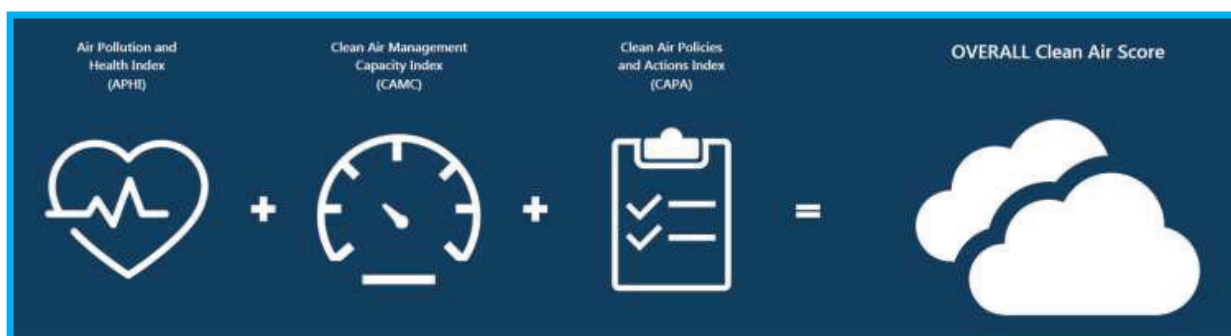 Air Pollution and
Health Index
(APHI)
Clean Air Management
Capacity Index
(CAMC)
Clean Air Policies
and Actions Index
(CAPA)
OVERALL Clean Air Score
+
+
=